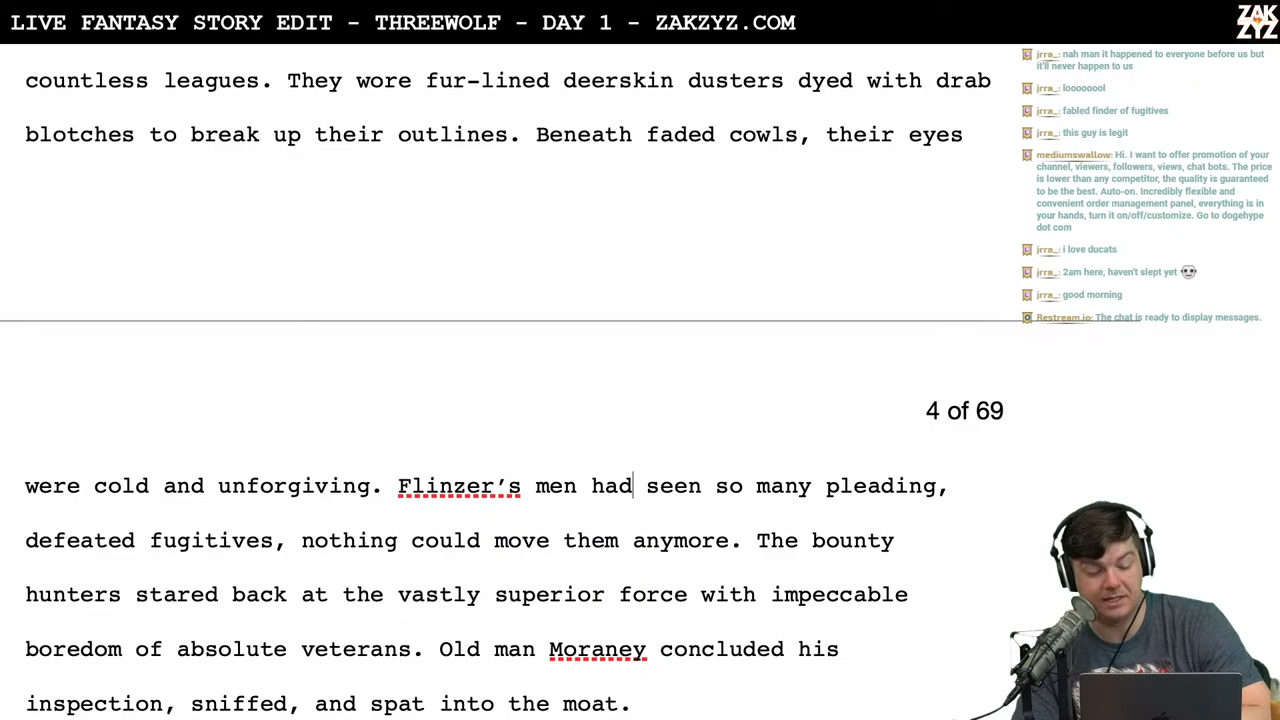 LIVE FANTASY STORY EDIT - THREEWOLF - DAY 1 - ZAKZYZ.COM
ZAK
ZYZ
countless leagues. They wore fur-lined deerskin dusters dyed with drab
blotches to break up their outlines. Beneath faded cowls, their eyes
4 of 69
were cold and unforgiving. Flinzer’s men had seen so many pleading,
defeated fugitives, nothing could move them anymore. The bounty
hunters stared back at the vastly superior force with impeccable
boredom of absolute veterans. Old man Moraney concluded his
inspection, sniffed, and spat into the moat.
jrra_: nah man it happened to everyone before us but
it'll never happen to us
jrra_: loooooool
jrra_: fabled finder of fugitives
jrra_: this guy is legit
mediumswallow: Hi. I want to offer promotion of your
channel, viewers, followers, views, chat bots. The price
is lower than any competitor, the quality is guaranteed
to be the best. Auto-on. Incredibly flexible and
convenient order management panel, everything is in
your hands, turn it on/off/customize. Go to dogehype
dot com
jrra_: i love ducats
jrra_: 2am here, haven't slept yet
jrra_: good morning
Restream.io: The chat is ready to display messages.